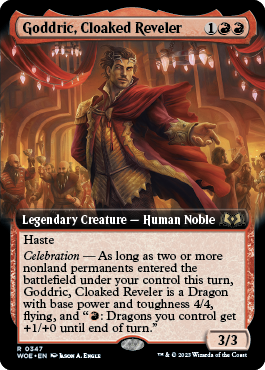 Goddric, Cloaked Reveler 1
Legendary Creature — Human Noble
Haste
Celebration — As long as two or more
nonland permanents entered the
battlefield under your control this turn,
Goddric, Cloaked Reveler is a Dragon
with base power and toughness 4/4,
flying, and “: Dragons you control get
+1/+0 until end of turn.”
3/3
R 0347
WOE • EN JASON A. ENGLE
™ & © 2023 Wizards of the Coast